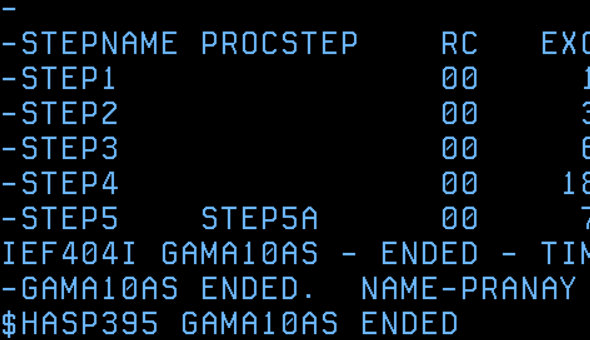 -
-STEPNAME PROCSTEP RC EXC
-STEP1 00 1
-STEP2 00 3
-STEP3 00 6
-STEP4 00 18
-STEP5 STEP5A 00 7
IEF404I GAMA10AS - ENDED - TIM
-GAMA10AS ENDED. NAME-PRANAY
$HASP395 GAMA10AS ENDED